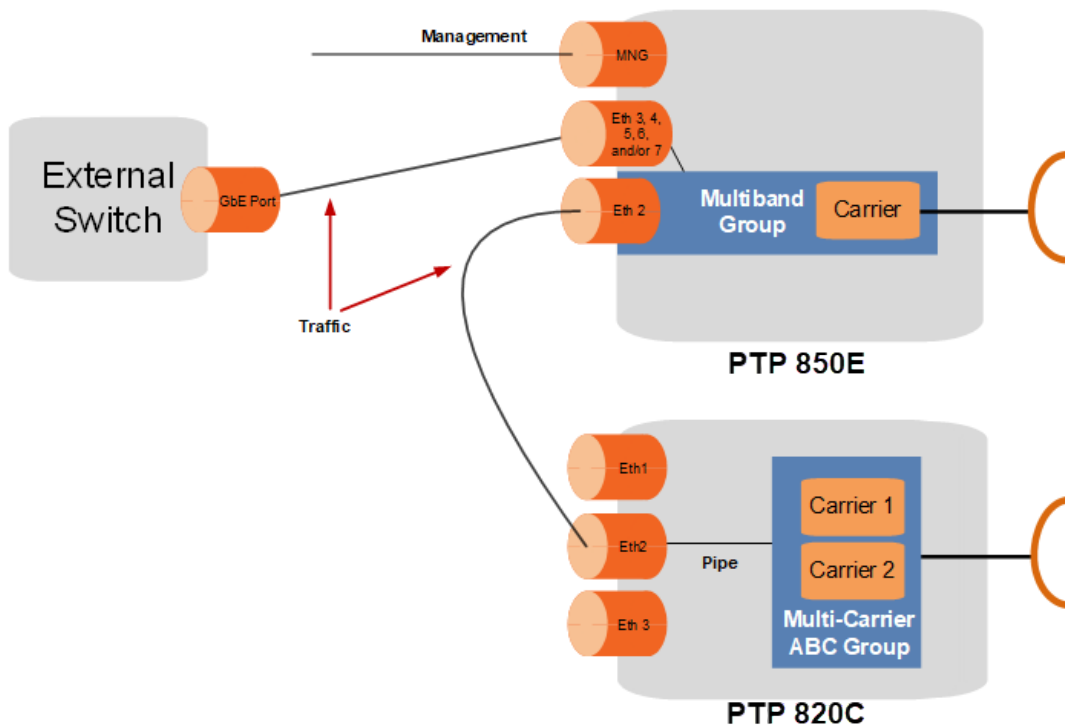 Management
MNG
Eth 3, 4,
5, 6,
and/or 7
External
Switch
GbE Port
Eth 2
Multiband
Group
Carrier
Traffic
PTP 850E
Eth1
Carrier 1
Eth2
Pipe
Carrier 2
Eth 3
Multi-Carrier
ABC Group
PTP 820C